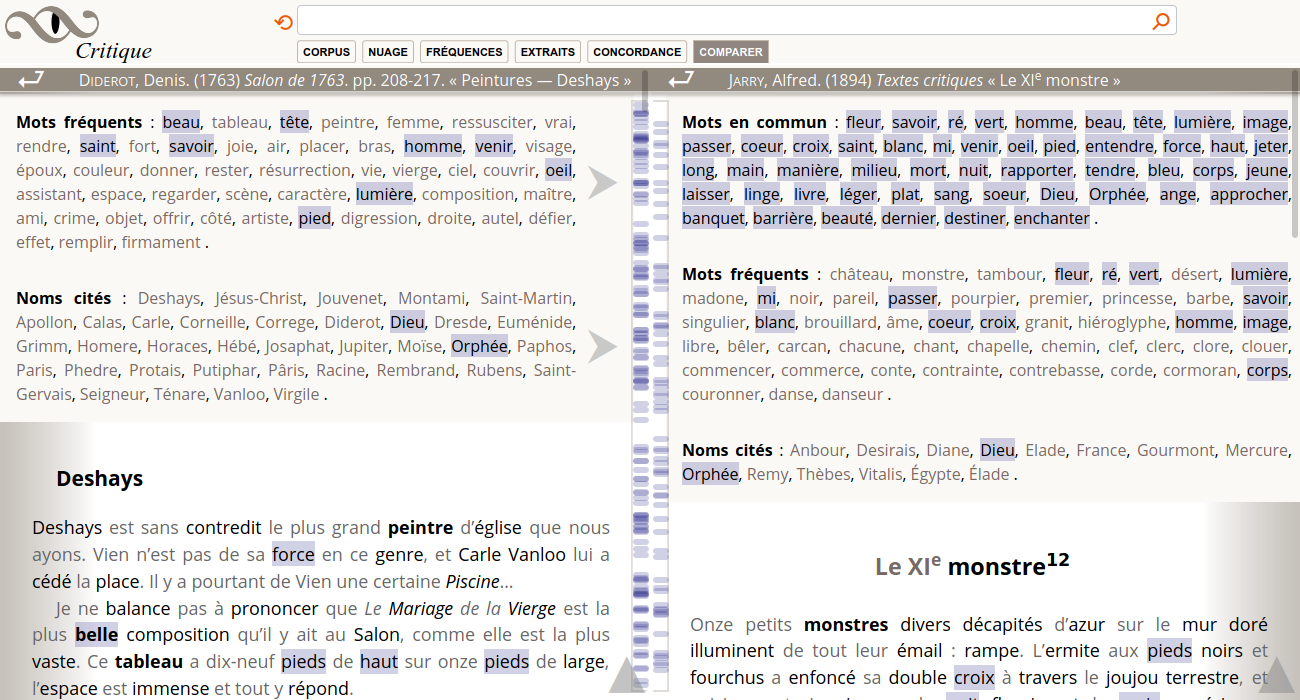 Critique
CORPUS NUAGE FRÉQUENCES EXTRAITS CONCORDANCE COMPARER
DIDEROT, Denis. (1763) Salon de 1763. pp. 208-217. « Peintures — Deshays »
Mots fréquents : beau, tableau, tête, peintre, femme, ressusciter, vrai,
rendre, saint, fort, savoir, joie, air, placer, bras, homme, venir, visage,
époux, couleur, donner, rester, résurrection, vie, vierge, ciel, couvrir, oeil,
assistant, espace, regarder, scène, caractère, lumière, composition, maître,
ami, crime, objet, offrir, côté, artiste, pied, digression, droite, autel, défier,
effet, remplir, firmament .
Noms cités : Deshays, Jésus-Christ, Jouvenet, Montami, Saint-Martin,
Apollon, Calas, Carle, Corneille, Correge, Diderot, Dieu, Dresde, Euménide,
Grimm, Homere, Horaces, Hébé, Josaphat, Jupiter, Moïse, Orphée, Paphos,
Paris, Phedre, Protais, Putiphar, Pâris, Racine, Rembrand, Rubens, Saint-
Gervais, Seigneur, Ténare, Vanloo, Virgile .
Deshays
Deshays est sans contredit le plus grand peintre d’église que nous
ayons. Vien n’est pas de sa force en ce genre, et Carle Vanloo lui a
cédé la place. Il y a pourtant de Vien une certaine Piscine…
Je ne balance pas à prononcer que Le Mariage de la Vierge est la
plus belle composition qu’il y ait au Salon, comme elle est la plus
vaste. Ce tableau a dix-neuf pieds de haut sur onze pieds de large,
l’espace est immense et tout y répond.
JARRY, Alfred. (1894) Textes critiques « Le XIe monstre »
Mots en commun : fleur, savoir, ré, vert, homme, beau, tête, lumière, image,
passer, coeur, croix, saint, blanc, mi, venir, oeil, pied, entendre, force, haut, jeter,
long, main, manière, milieu, mort, nuit, rapporter, tendre, bleu, corps, jeune,
laisser, linge, livre, léger, plat, sang, soeur, Dieu, Orphée, ange, approcher,
banquet, barrière, beauté, dernier, destiner, enchanter .
Mots fréquents : château, monstre, tambour, fleur, ré, vert, désert, lumière,
madone, mi, noir, pareil, passer, pourpier, premier, princesse, barbe, savoir,
singulier, blanc, brouillard, âme, coeur, croix, granit, hiéroglyphe, homme, image,
libre, bêler, carcan, chacune, chant, chapelle, chemin, clef, clerc, clore, clouer,
commencer, commerce, conte, contrainte, contrebasse, corde, cormoran, corps,
couronner, danse, danseur .
Noms cités : Anbour, Desirais, Diane, Dieu, Elade, France, Gourmont, Mercure,
Orphée, Remy, Thèbes, Vitalis, Égypte, Élade .
Le XIe monstre12
Onze petits monstres divers décapités d’azur sur le mur doré
illuminent de tout leur émail : rampe. L’ermite aux pieds noirs et
fourchus a enfoncé sa double croix à travers le joujou terrestre, et